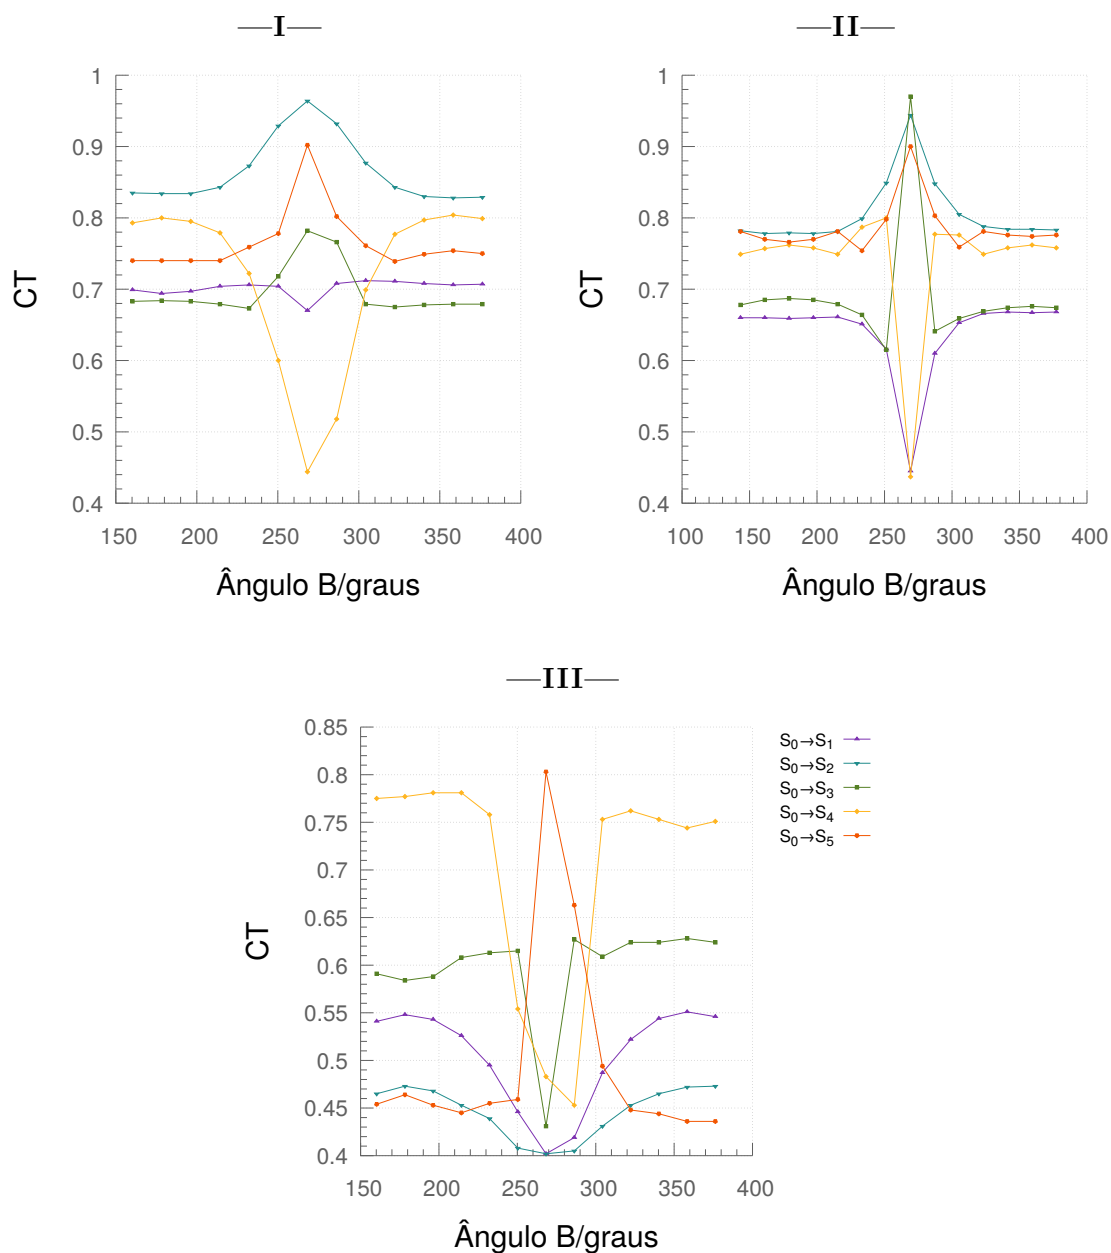 —I—
1
0.9
0.8
0.7
0.6
0.5
0.4
150 200 250 300 350 400
CT
Ângulo B/graus
—II—
1
0.9
0.8
0.7
0.6
0.5
0.4
100 150 200 250 300 350 400
CT
Ângulo B/graus
—III—
0.85
0.8
0.75
0.7
0.65
0.6
0.55
0.5
0.45
0.4
150 200 250 300 350 400
CT
Ângulo B/graus
S₀→S₁
S₀→S₂
S₀→S₃
S₀→S₄
S₀→S₅